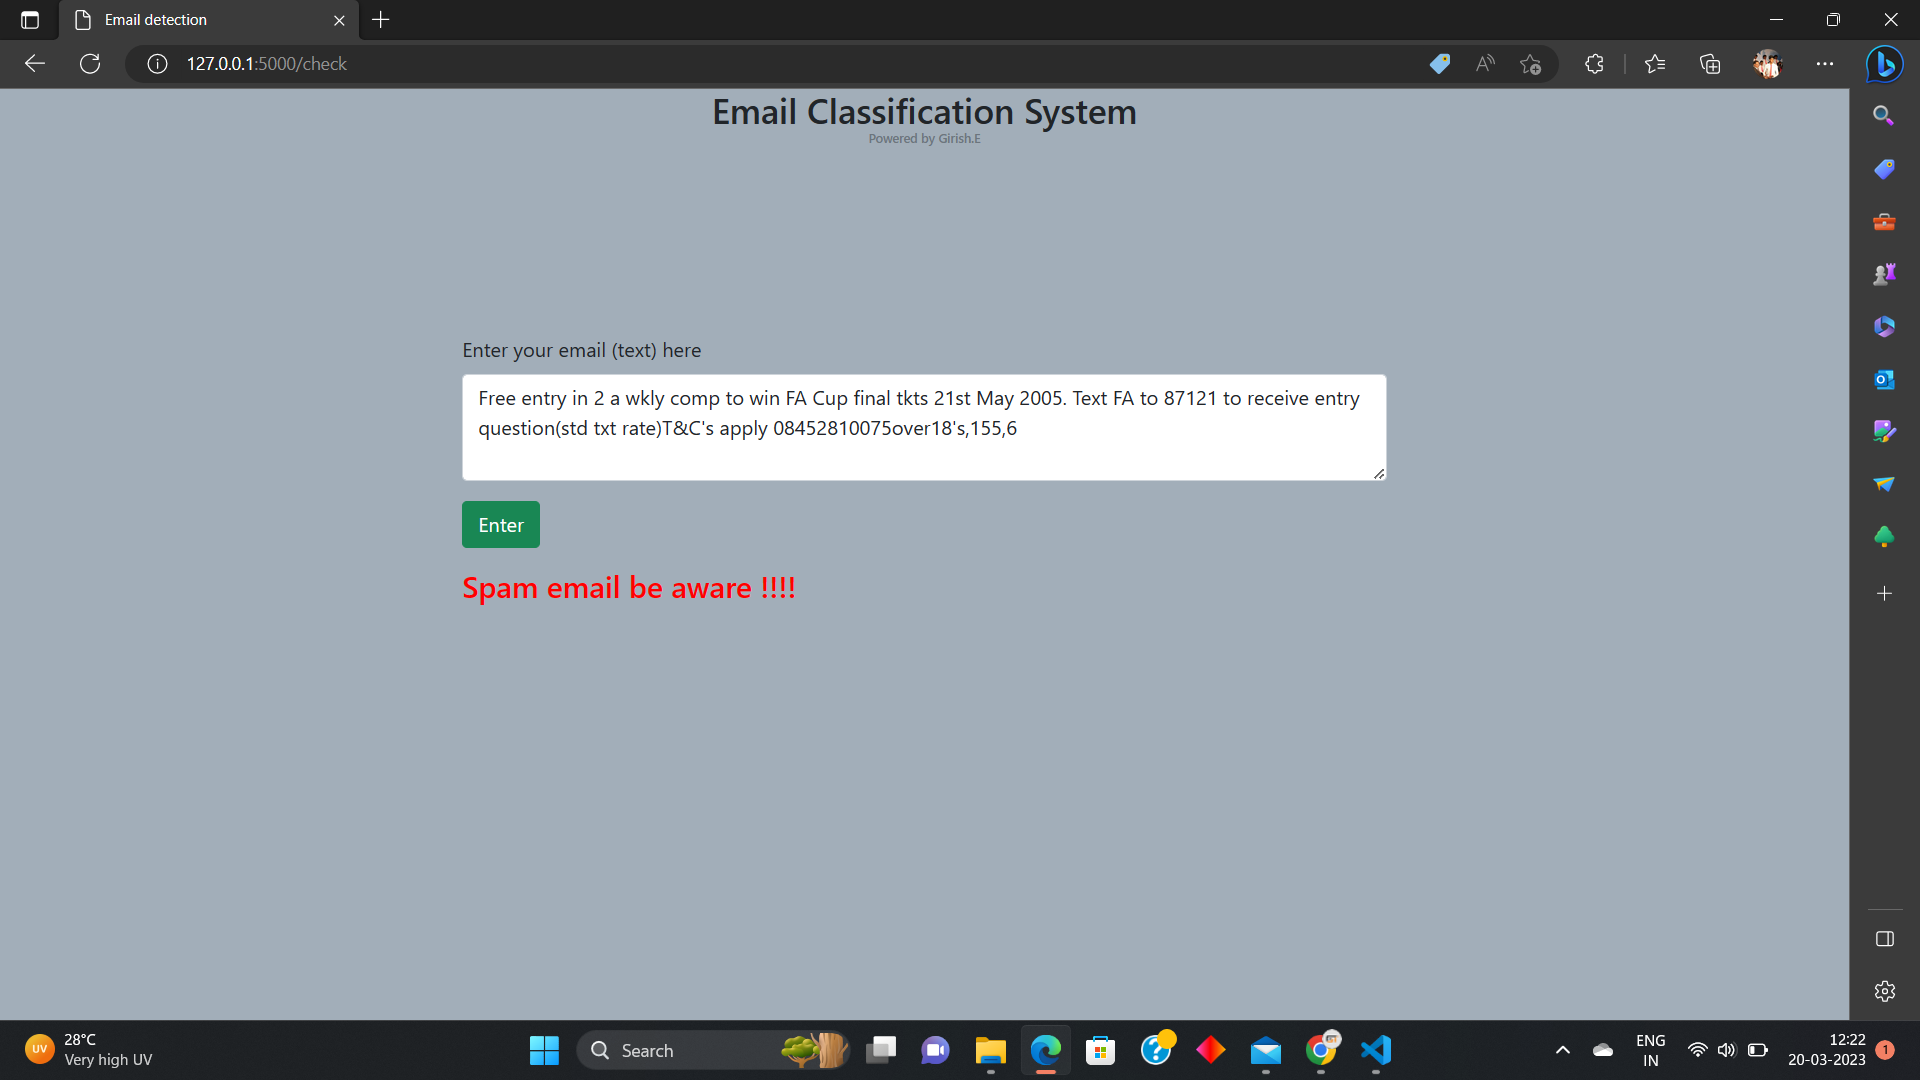 Email detection
127.0.0.1:5000/check
Email Classification System
Powered by Girish.E
Enter your email (text) here
Free entry in 2 a wkly comp to win FA Cup final tkts 21st May 2005. Text FA to 87121 to receive entry
question(std txt rate)T&C's apply 08452810075over18's,155,6
Enter
Spam email be aware !!!!
UV
28°C
Very high UV
Search
ENG
IN
12:22
20-03-2023
1